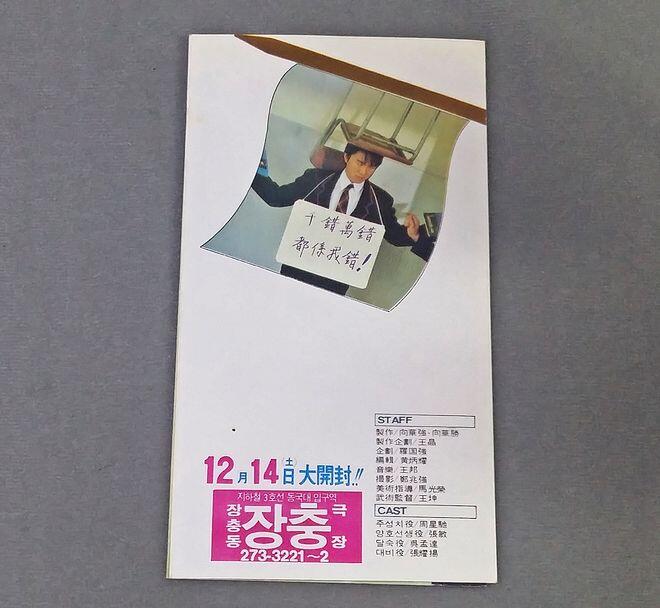 千錯萬錯
都係我錯!
STAFF
製作/向華強·向華勝
製作企劃/王晶
企劃/羅国強
編輯/黄炳耀
音樂/王邦
撮影/鄭兆強
美術指導/馬光榮
武術監督/王坤
CAST
주성치役/周星馳
양호선생役/張敏
달숙役/吳孟達
대비役/張耀揚
12月14日(土)大開封!!
지하철 3호선 동국대 입구역
장충동 장충 극장
273-3221~2